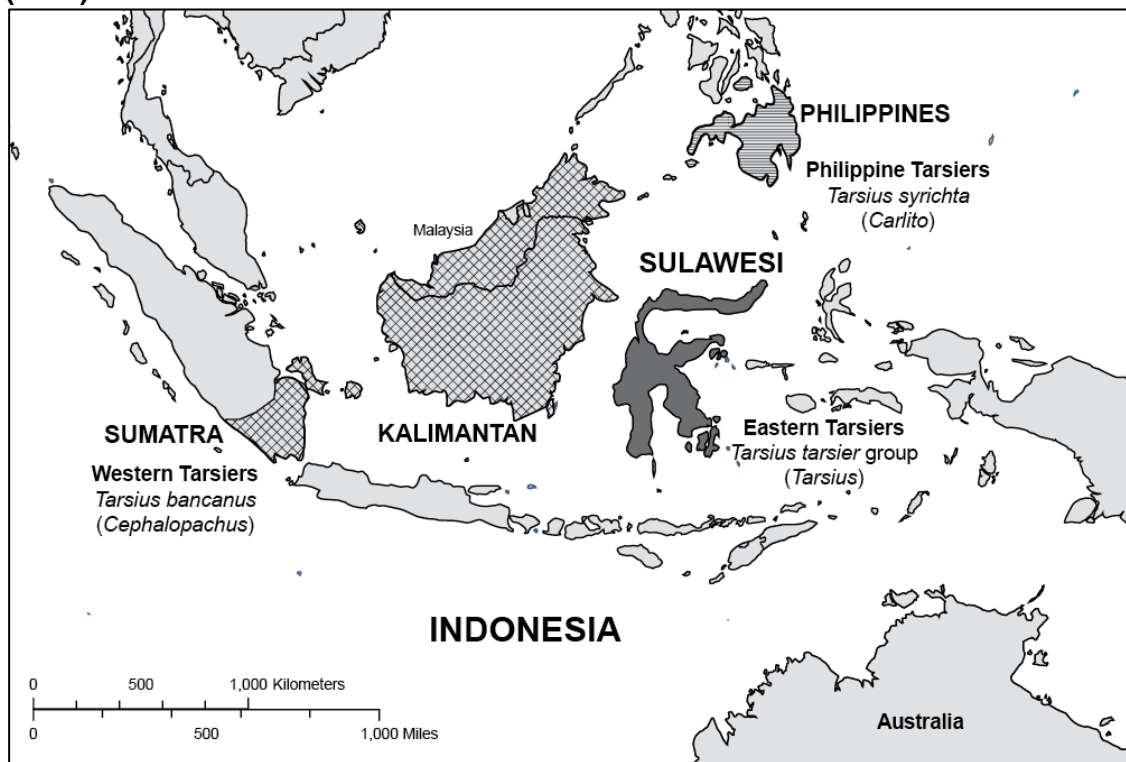 PHILIPPINES
Philippine Tarsiers
Tarsius syrichta
(Carlito)
Malaysia
SULAWESI
SUMATRA
KALIMANTAN
Eastern Tarsiers
Tarsius tarsier group
(Tarsius)
Western Tarsiers
Tarsius bancanus
(Cephalopachus)
INDONESIA
0 500 1,000 Kilometers
0 500 1,000 Miles
Australia